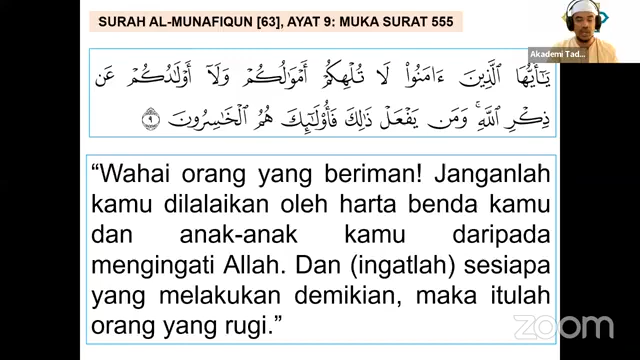 SURAH AL-MUNAFIQUN [63], AYAT 9: MUKA SURAT 555
Akademi Tad...
يَـٰٓأَيُّهَا ٱلَّذِينَ ءَامَنُوا۟ لَا تُلْهِكُمْ أَمْوَٰلُكُمْ وَلَآ أَوْلَـٰدُكُمْ عَن
ذِكْرِ ٱللَّهِ ۚ وَمَن يَفْعَلْ ذَٰلِكَ فَأُو۟لَـٰٓئِكَ هُمُ ٱلْخَـٰسِرُونَ ٩
“Wahai orang yang beriman! Janganlah
kamu dilalaikan oleh harta benda kamu
dan anak-anak kamu daripada
mengingati Allah. Dan (ingatlah) sesiapa
yang melakukan demikian, maka itulah
orang yang rugi.”
zoom